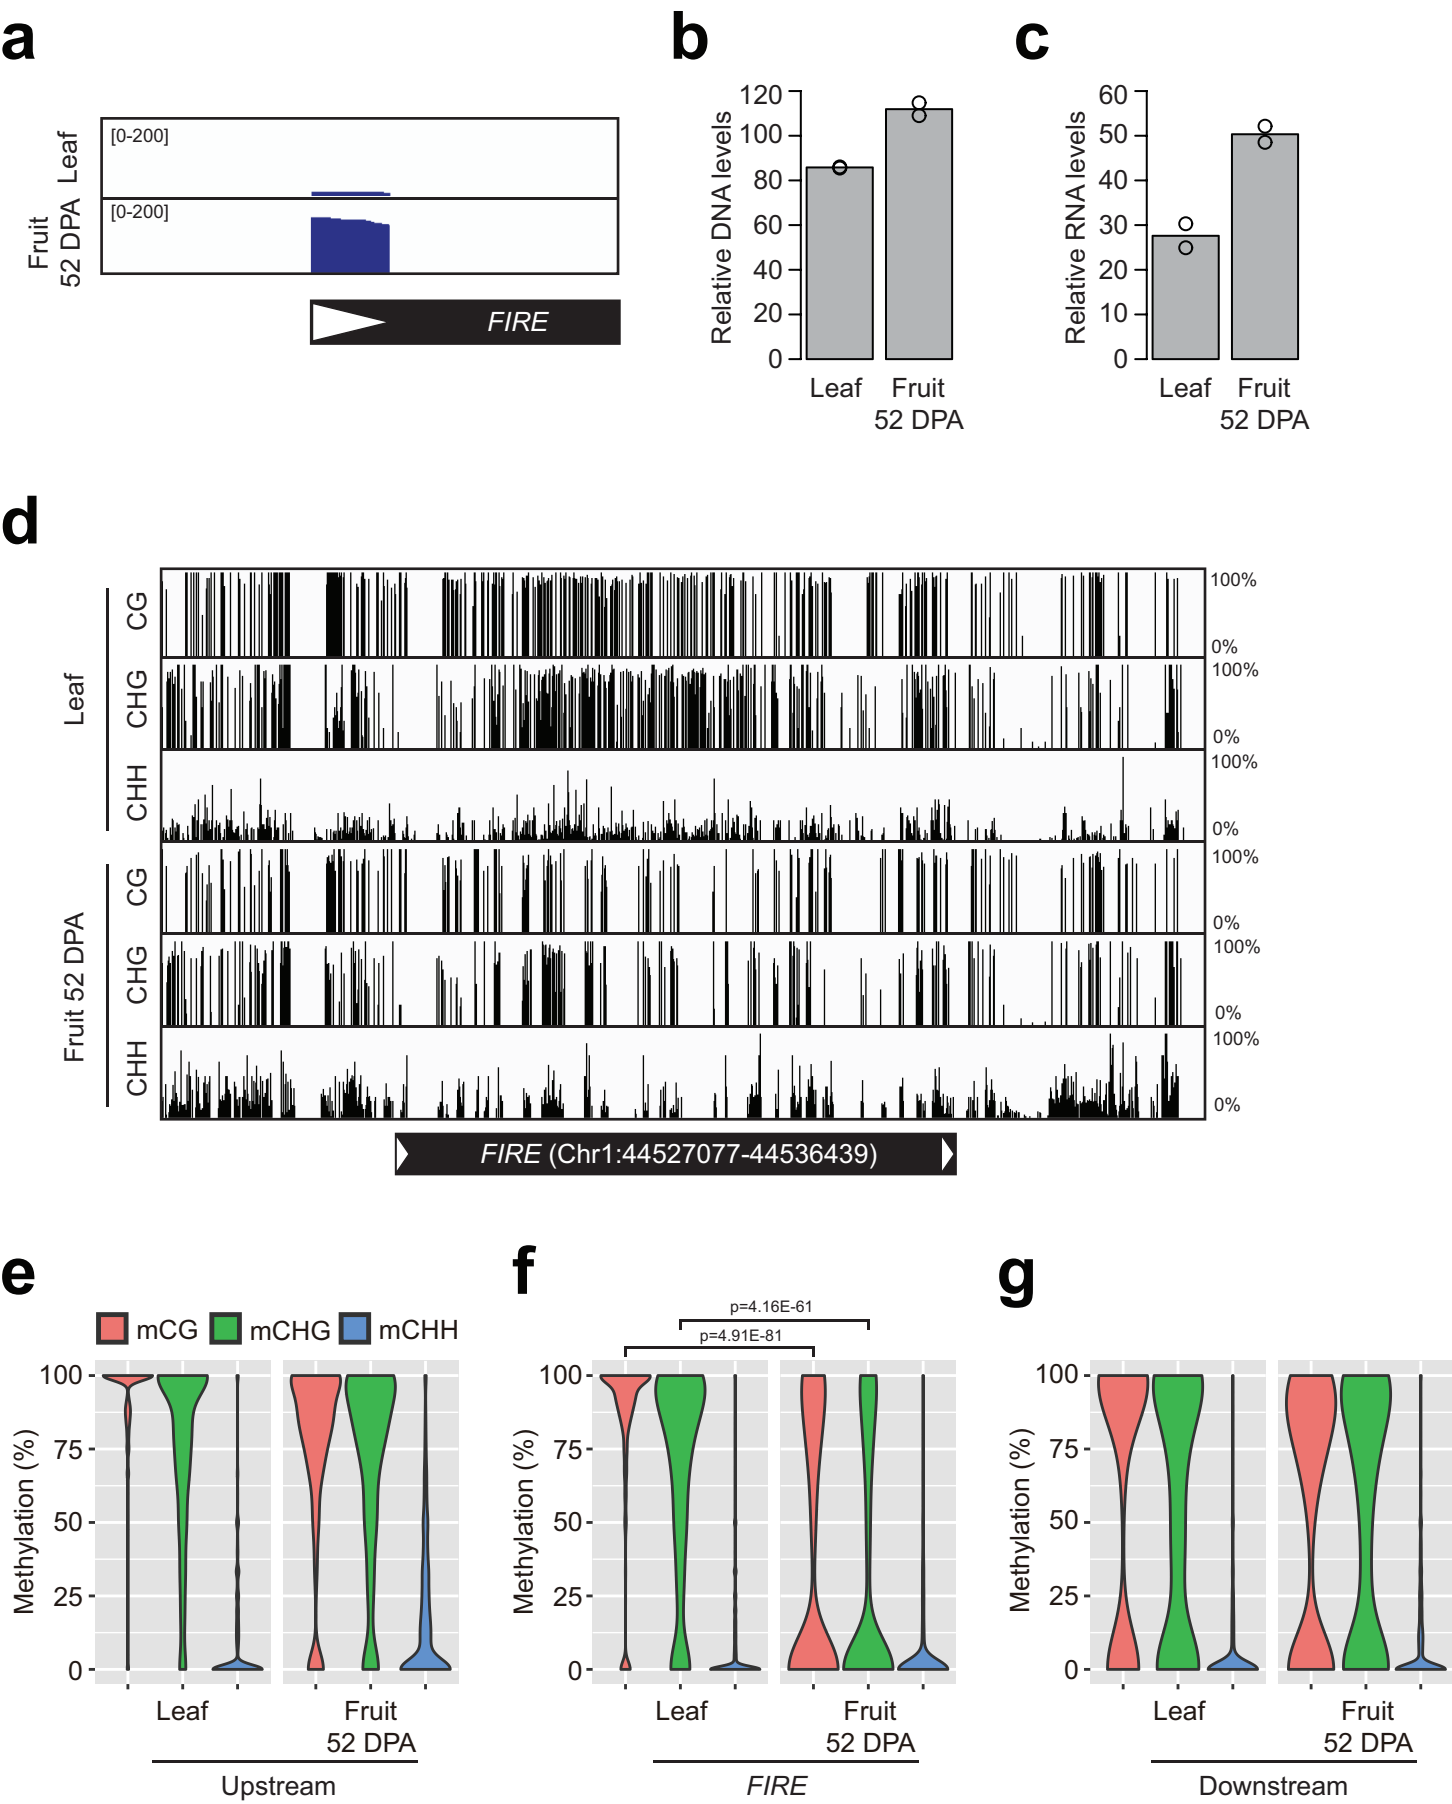 a
Leaf
[0-200]
Fruit
52 DPA
[0-200]
FIRE
b
Relative DNA levels
120
100
80
60
40
20
0
Leaf
Fruit
52 DPA
c
Relative RNA levels
60
50
40
30
20
10
0
Leaf
Fruit
52 DPA
d
Leaf
CG
100%
0%
CHG
100%
0%
CHH
100%
0%
Fruit 52 DPA
CG
100%
0%
CHG
100%
0%
CHH
100%
0%
FIRE (Chr1:44527077-44536439)
e
mCG mCHG mCHH
Methylation (%)
100
75
50
25
0
Leaf
Fruit
52 DPA
Upstream
f
p=4.16E-61
p=4.91E-81
Methylation (%)
100
75
50
25
0
Leaf
Fruit
52 DPA
FIRE
g
Methylation (%)
100
75
50
25
0
Leaf
Fruit
52 DPA
Downstream